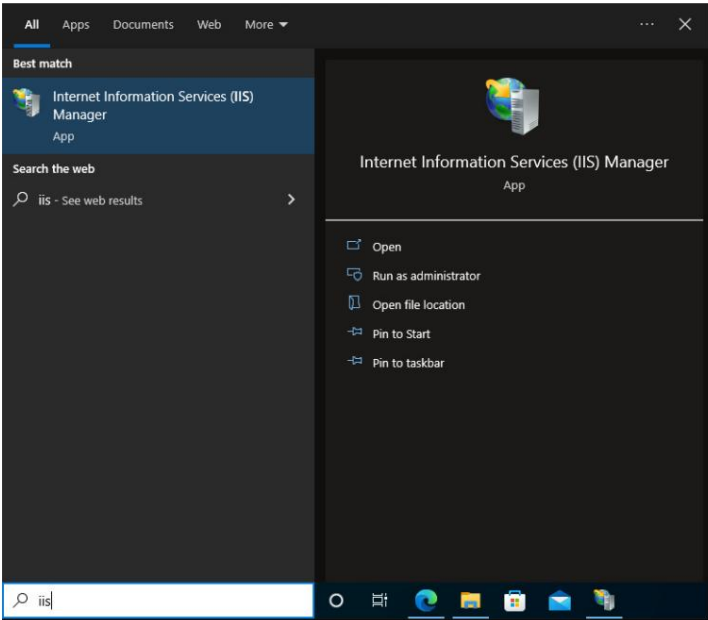 All Apps Documents Web More
Best match
Internet Information Services (IIS)
Manager
App
Search the web
iis - See web results
Internet Information Services (IIS) Manager
App
Open
Run as administrator
Open file location
Pin to Start
Pin to taskbar
iis